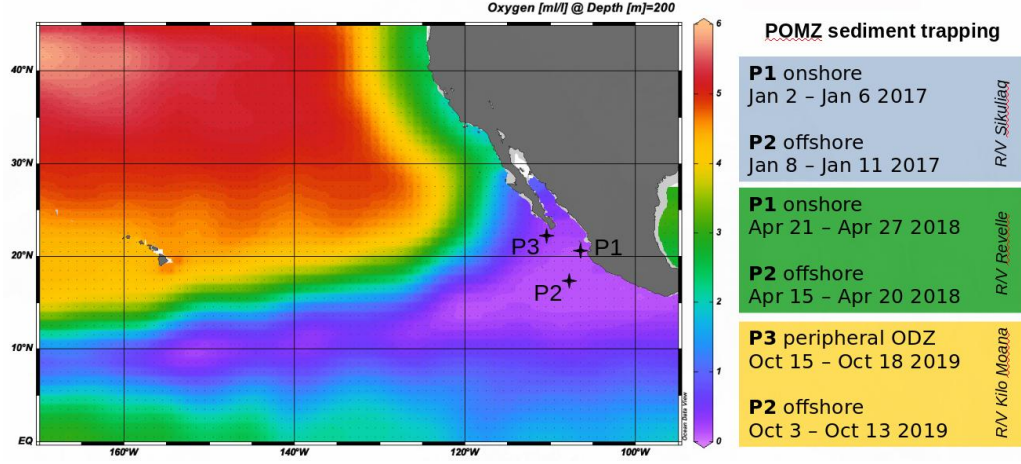 Oxygen [ml/l] @ Depth [m]=200
40°N
30°N
20°N
10°N
EQ
160°W
140°W
120°W
100°W
P3
P1
P2
6
5
4
3
2
1
0
Ocean Data View
POMZ sediment trapping
P1 onshore
Jan 2 – Jan 6 2017
P2 offshore
Jan 8 – Jan 11 2017
R/V Sikuliaq
P1 onshore
Apr 21 – Apr 27 2018
P2 offshore
Apr 15 – Apr 20 2018
R/V Revelle
P3 peripheral ODZ
Oct 15 – Oct 18 2019
P2 offshore
Oct 3 – Oct 13 2019
R/V Kilo Moana